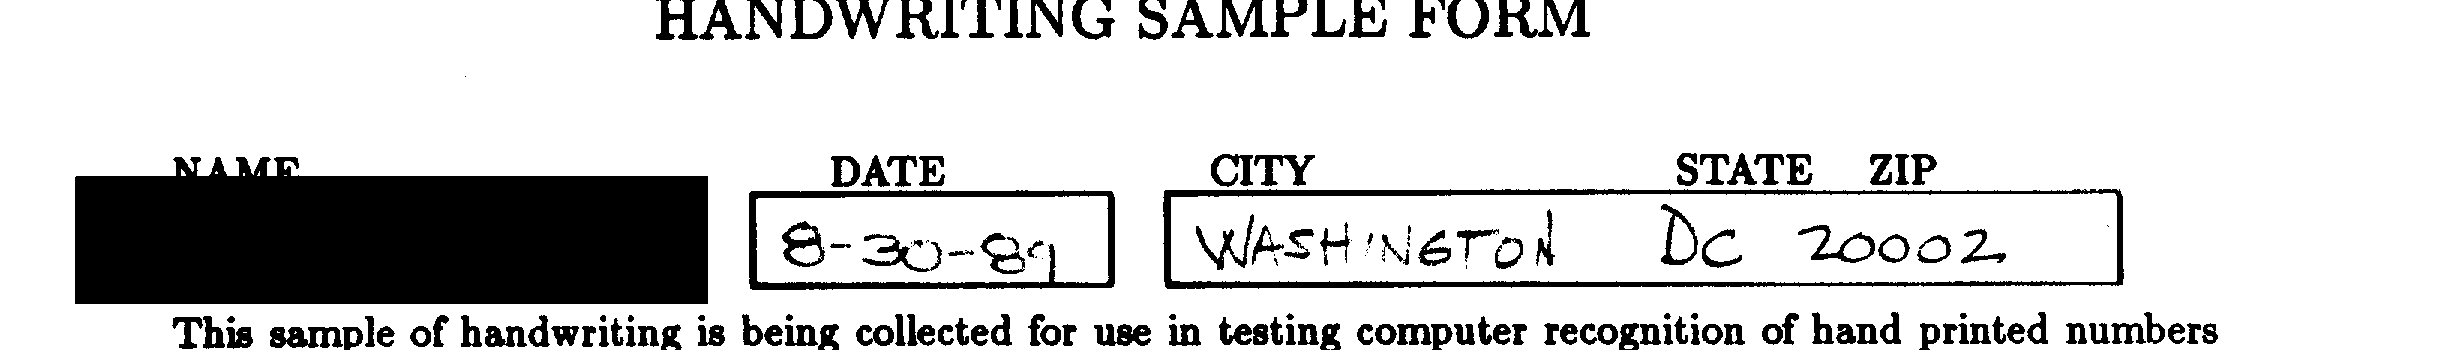 HANDWRITING SAMPLE FORM
NAME DATE CITY STATE ZIP
8-30-89 WASHINGTON DC 20002
This sample of handwriting is being collected for use in testing computer recognition of hand printed numbers